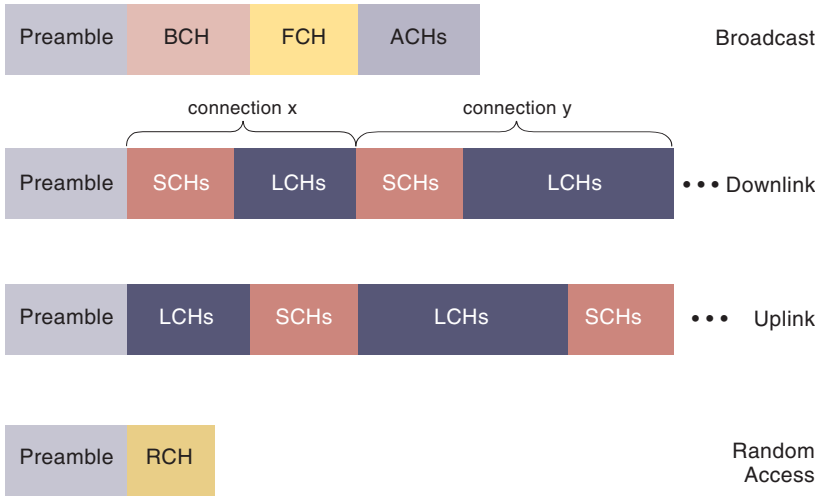 Preamble BCH FCH ACHs Broadcast
connection x connection y
Preamble SCHs LCHs SCHs LCHs ••• Downlink
Preamble LCHs SCHs LCHs SCHs ••• Uplink
Preamble RCH Random
Access